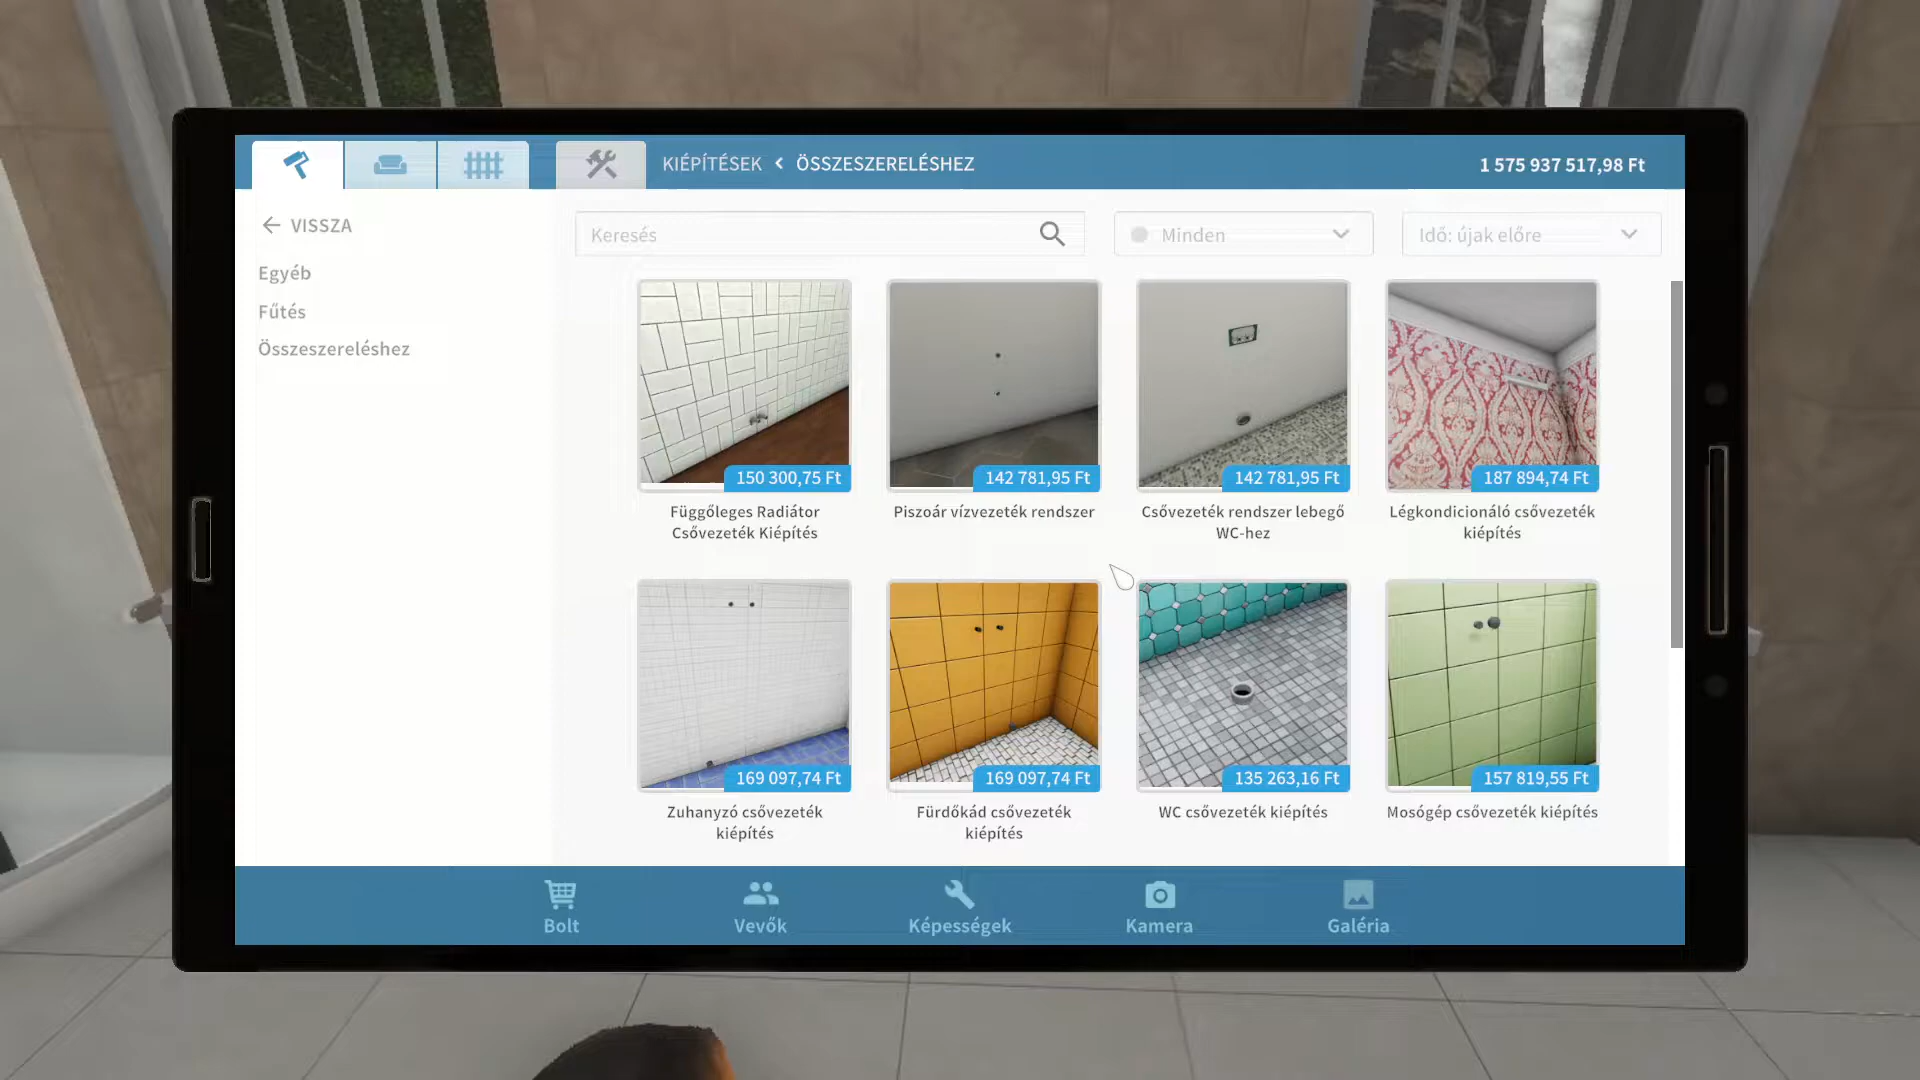 KIÉPÍTÉSEK < ÖSSZESZERELÉSHEZ
1 575 937 517,98 Ft
VISSZA
Egyéb
Fűtés
Összeszereléshez
Keresés
Minden
Idő: újak előre
150 300,75 Ft
Függőleges Radiátor
Csővezeték Kiépítés
142 781,95 Ft
Piszoár vízvezeték rendszer
142 781,95 Ft
Csővezeték rendszer lebegő
WC-hez
187 894,74 Ft
Légkondicionáló csővezeték
kiépítés
169 097,74 Ft
Zuhanyzó csővezeték
kiépítés
169 097,74 Ft
Fürdőkád csővezeték
kiépítés
135 263,16 Ft
WC csővezeték kiépítés
157 819,55 Ft
Mosógép csővezeték kiépítés
Bolt
Vevők
Képességek
Kamera
Galéria